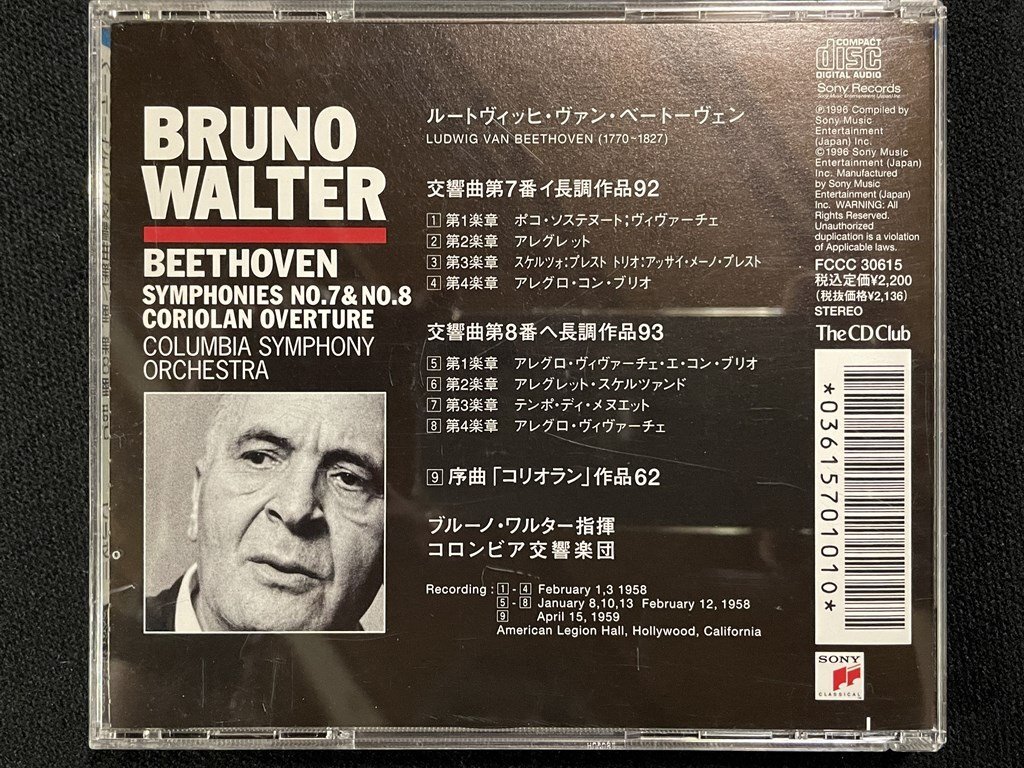 BRUNO
WALTER
BEETHOVEN
SYMPHONIES NO.7 & NO.8
CORIOLAN OVERTURE
COLUMBIA SYMPHONY
ORCHESTRA
ルートヴィッヒ・ヴァン・ベートーヴェン
LUDWIG VAN BEETHOVEN (1770~1827)
交響曲第7番イ長調作品92
1 第1楽章 ポコ・ソステヌート;ヴィヴァーチェ
2 第2楽章 アレグレット
3 第3楽章 スケルツォ:プレスト トリオ:アッサイ・メーノ・プレスト
4 第4楽章 アレグロ・コン・ブリオ
交響曲第8番ヘ長調作品93
5 第1楽章 アレグロ・ヴィヴァーチェ・エ・コン・ブリオ
6 第2楽章 アレグレット・スケルツァンド
7 第3楽章 テンポ・ディ・メヌエット
8 第4楽章 アレグロ・ヴィヴァーチェ
9 序曲「コリオラン」作品62
ブルーノ・ワルター指揮
コロンビア交響楽団
Recording : 1 - 4 February 1,3 1958
5 - 8 January 8,10,13 February 12, 1958
9 April 15, 1959
American Legion Hall, Hollywood, California
COMPACT
disc
DIGITAL AUDIO
Sony Records
Sony Music Entertainment (Japan) Inc.
℗1996 Compiled by
Sony Music
Entertainment
(Japan) Inc.
©1996 Sony Music
Entertainment (Japan)
Inc. Manufactured
by Sony Music
Entertainment (Japan)
Inc. WARNING: All
Rights Reserved.
Unauthorized
duplication is a violation
of Applicable laws.
FCCC 30615
税込定価¥2,200
(税抜価格¥2,136)
STEREO
The CD Club
*03615701010*
SONY
CLASSICAL